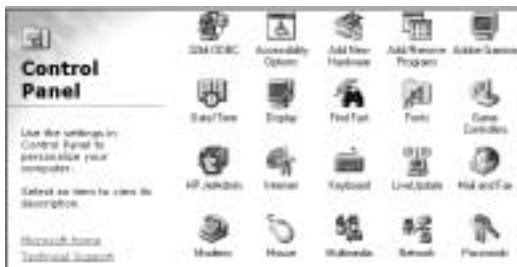 Control
Panel
Use the settings in
Control Panel to
personalize your
computer.
Select an item to view its
description.
Microsoft Home
Technical Support
Accessibility
Options
Add New
Hardware
Add/Remove
Programs
Date/Time
Display
Find Fast
Fonts
Game
Controllers
HP JetAdmin
Internet
Keyboard
LiveUpdate
Mail and Fax
Modems
Mouse
Multimedia
Network
Passwords